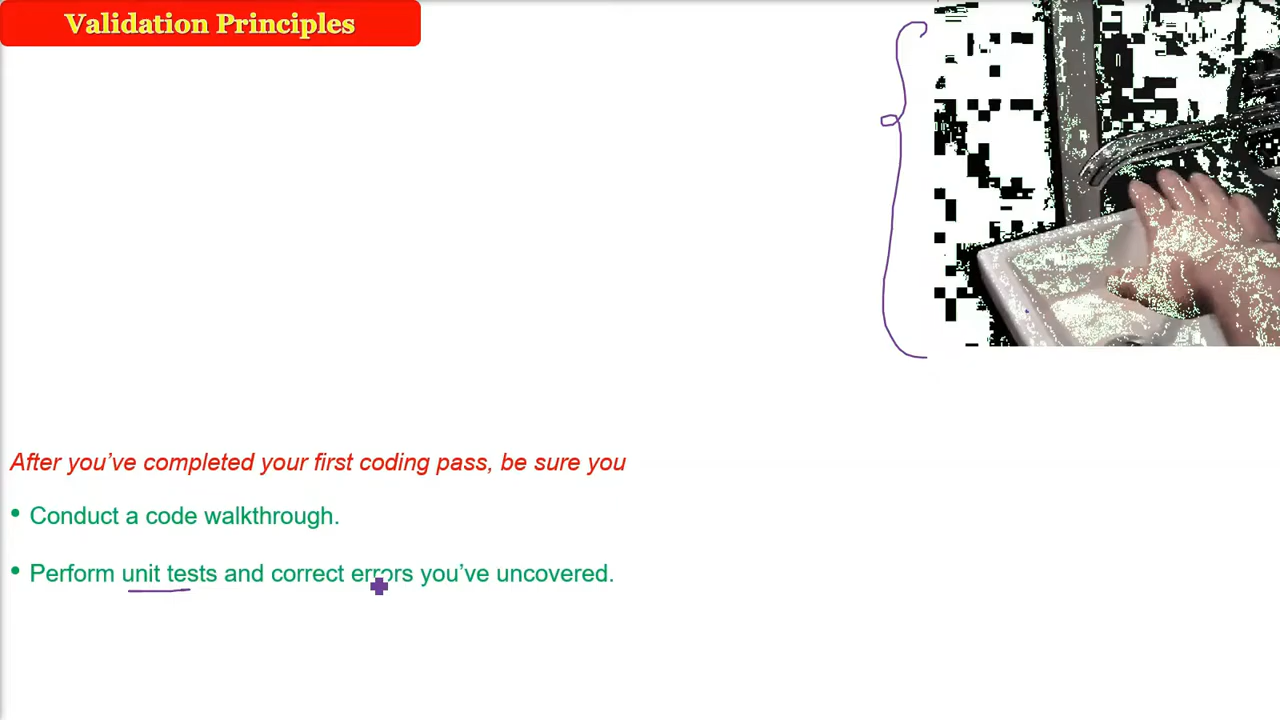 Validation Principles
After you've completed your first coding pass, be sure you
• Conduct a code walkthrough.
• Perform unit tests and correct errors you've uncovered.